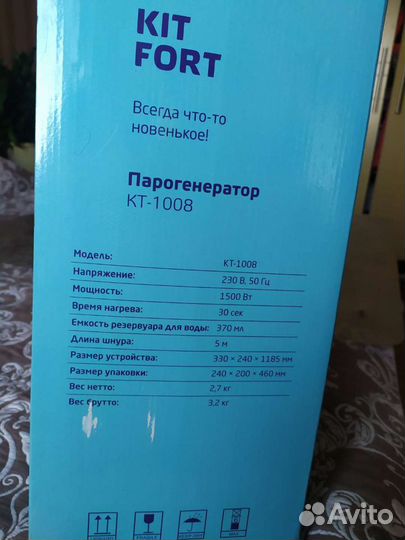 KIT
FORT
Всегда что-то
новенькое!
Парогенератор
КТ-1008
Модель: КТ-1008
Напряжение: 230 В, 50 Гц
Мощность: 1500 Вт
Время нагрева: 30 сек
Емкость резервуара для воды: 370 мл
Длина шнура: 5 м
Размер устройства: 330 × 240 × 1185 мм
Размер упаковки: 240 × 200 × 460 мм
Вес нетто: 2,7 кг
Вес брутто: 3,2 кг
Avito